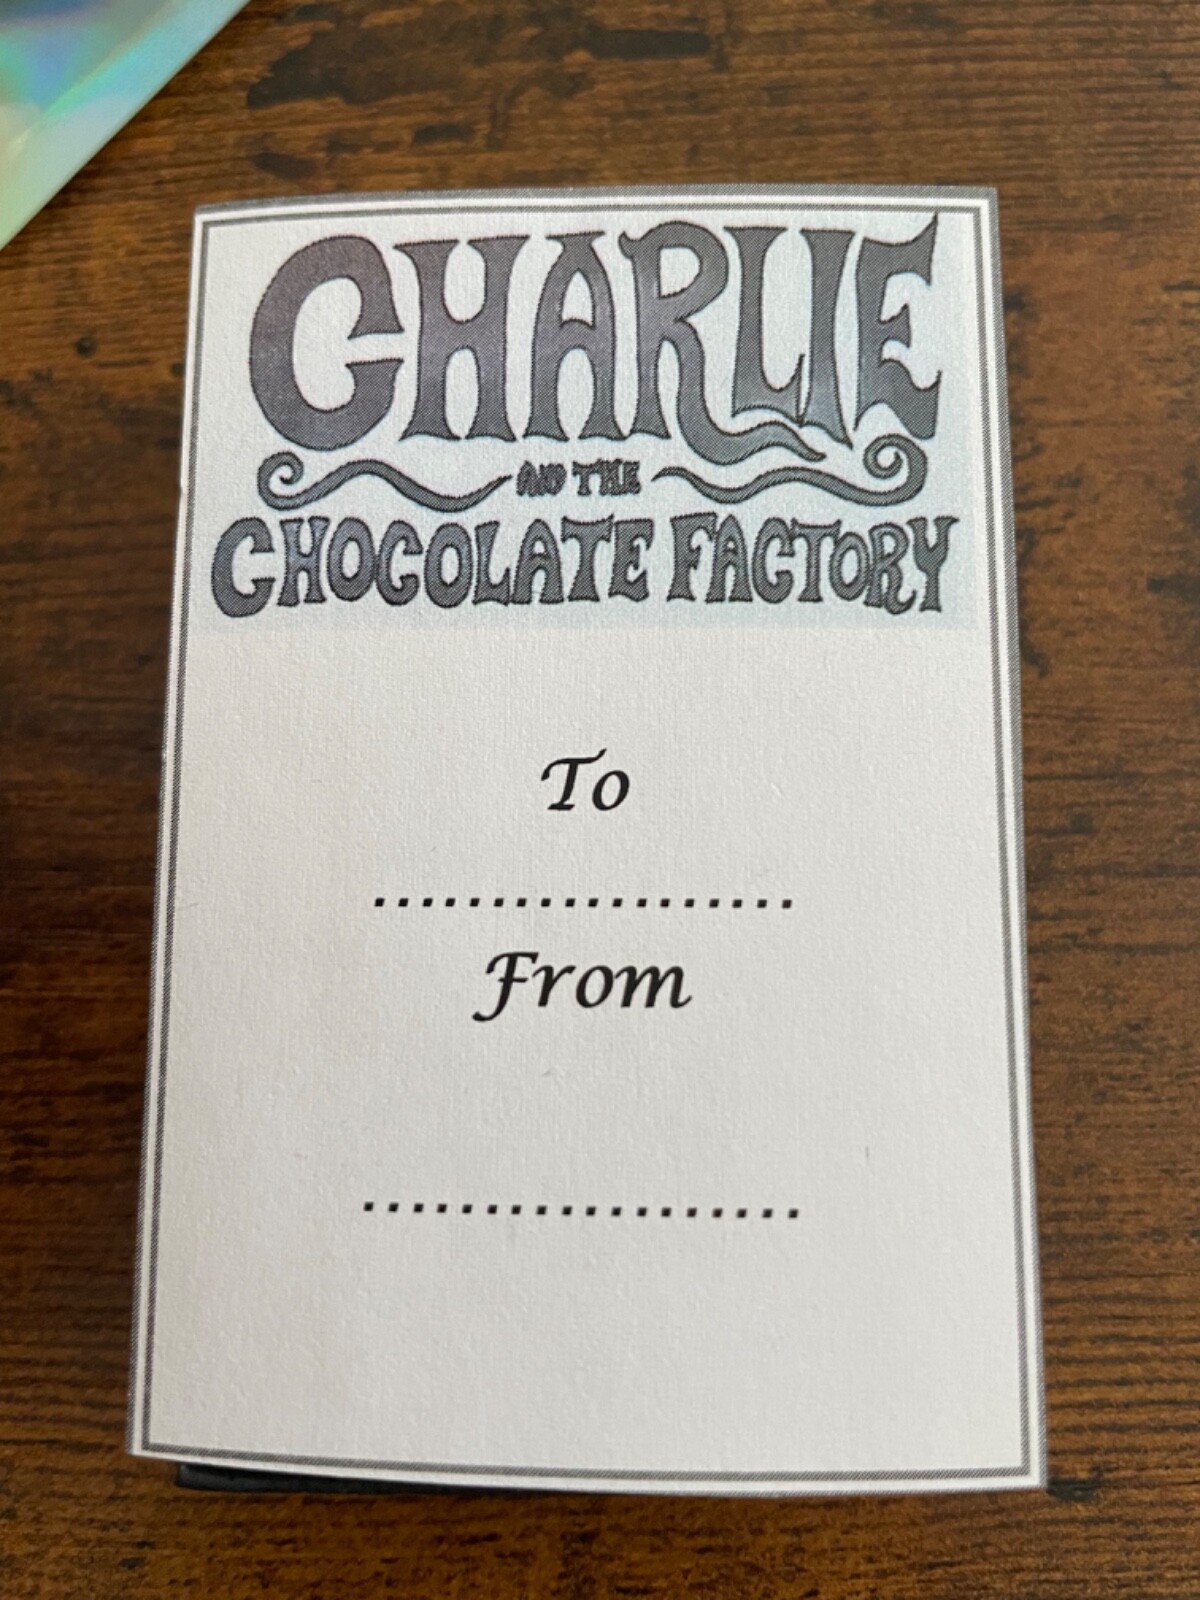 CHARLIE
AND THE
CHOCOLATE FACTORY
To
..................
From
...................